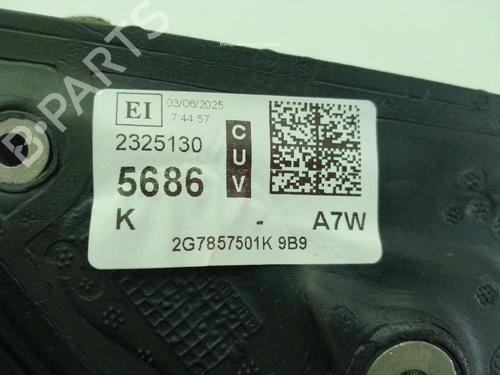 EI 03/06/2025
7 44 57
2325130
5686
CUV
K - A7W
2G7857501K 9B9
B-PARTS